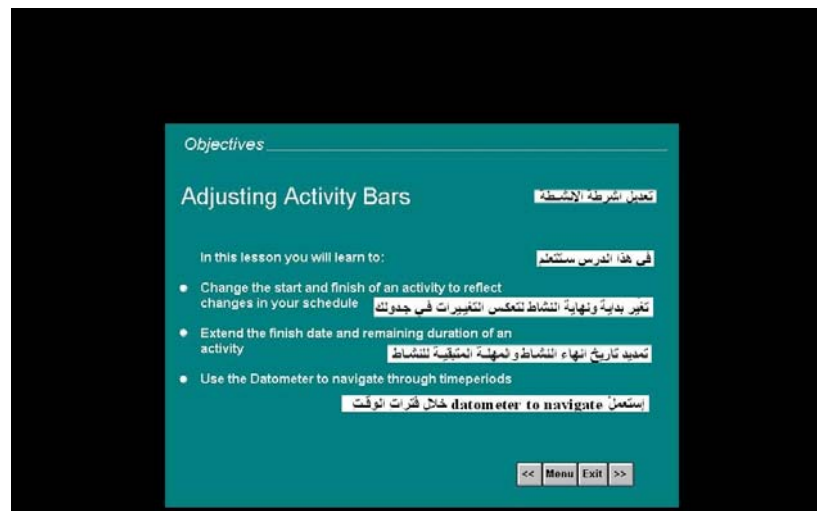 Objectives
Adjusting Activity Bars
تعديل اشرطة الانشطة
In this lesson you will learn to:
في هذا الدرس ستتعلم
Change the start and finish of an activity to reflect
changes in your schedule
تغير بداية ونهاية النشاط لتعكس التغييرات في جدولك
Extend the finish date and remaining duration of an
activity
تمديد تاريخ انهاء النشاط و المهلة المتبقية للنشاط
Use the Datometer to navigate through timeperiods
إستعمل datometer to navigate خلال فترات الوقت
<< Menu Exit >>